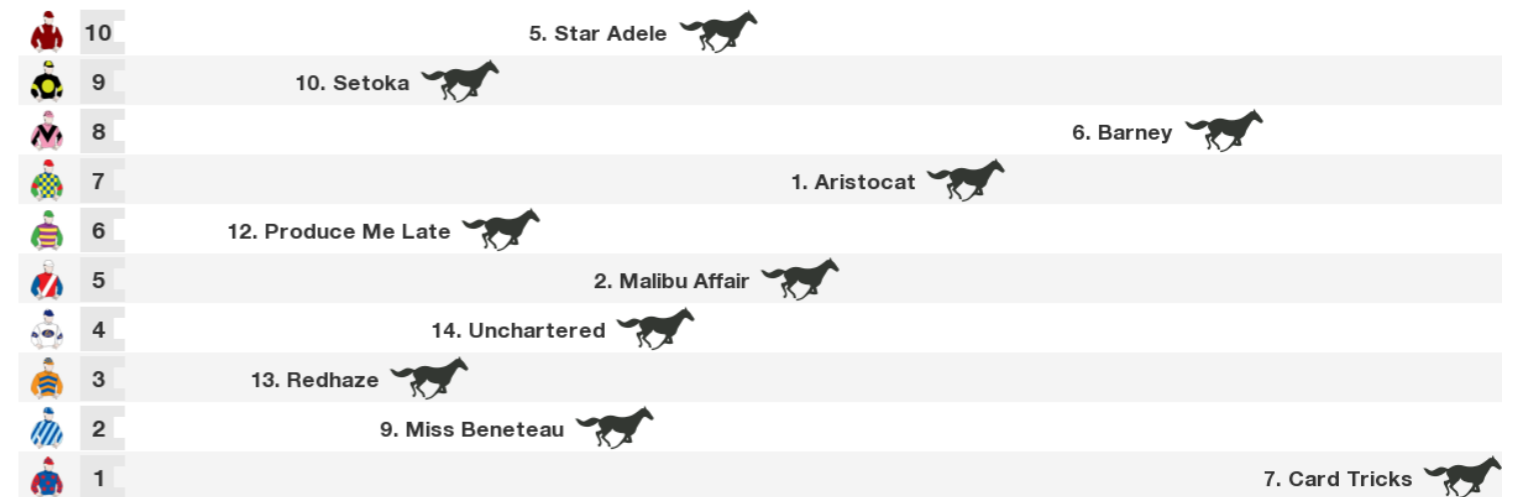 10 5. Star Adele
9 10. Setoka
8 6. Barney
7 1. Aristocat
6 12. Produce Me Late
5 2. Malibu Affair
4 14. Unchartered
3 13. Redhaze
2 9. Miss Beneteau
1 7. Card Tricks